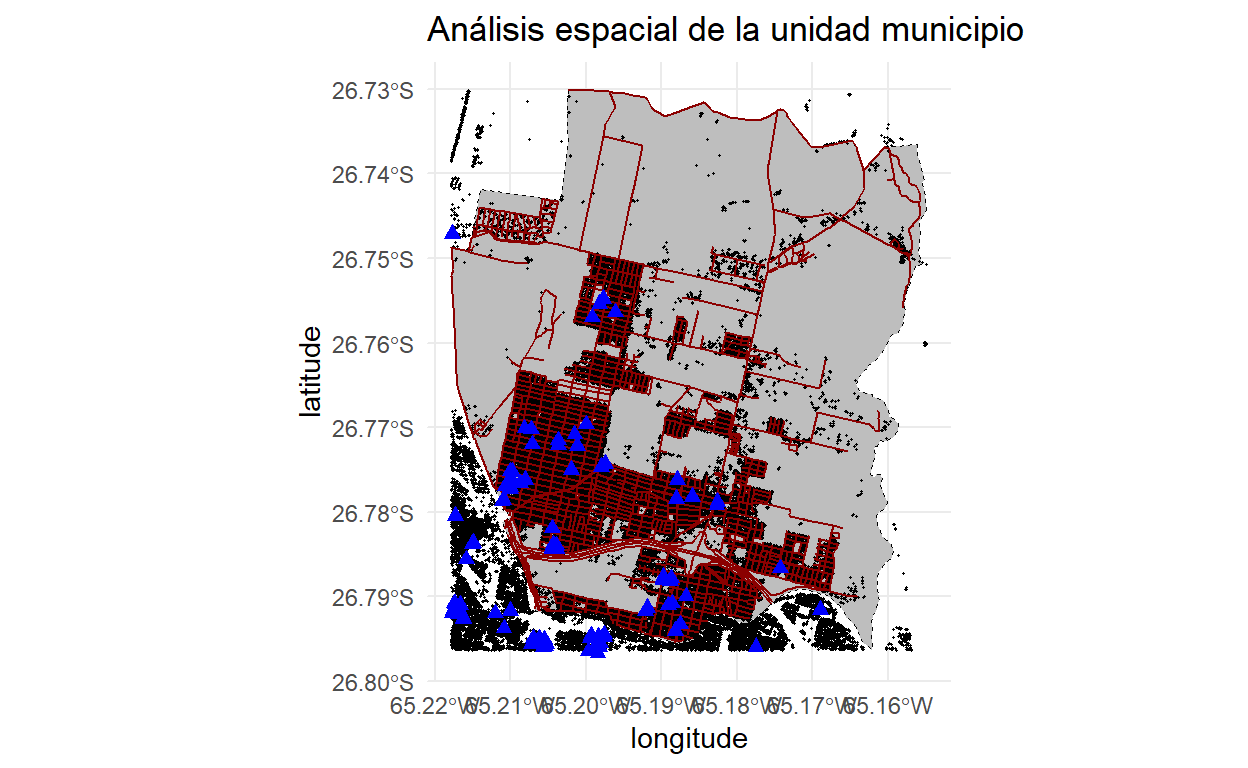 Análisis espacial de la unidad municipio
26.73°S
26.74°S
26.75°S
26.76°S
26.77°S
26.78°S
26.79°S
26.80°S
latitude
65.22°W 65.21°W 65.20°W 65.19°W 65.18°W 65.17°W 65.16°W
longitude